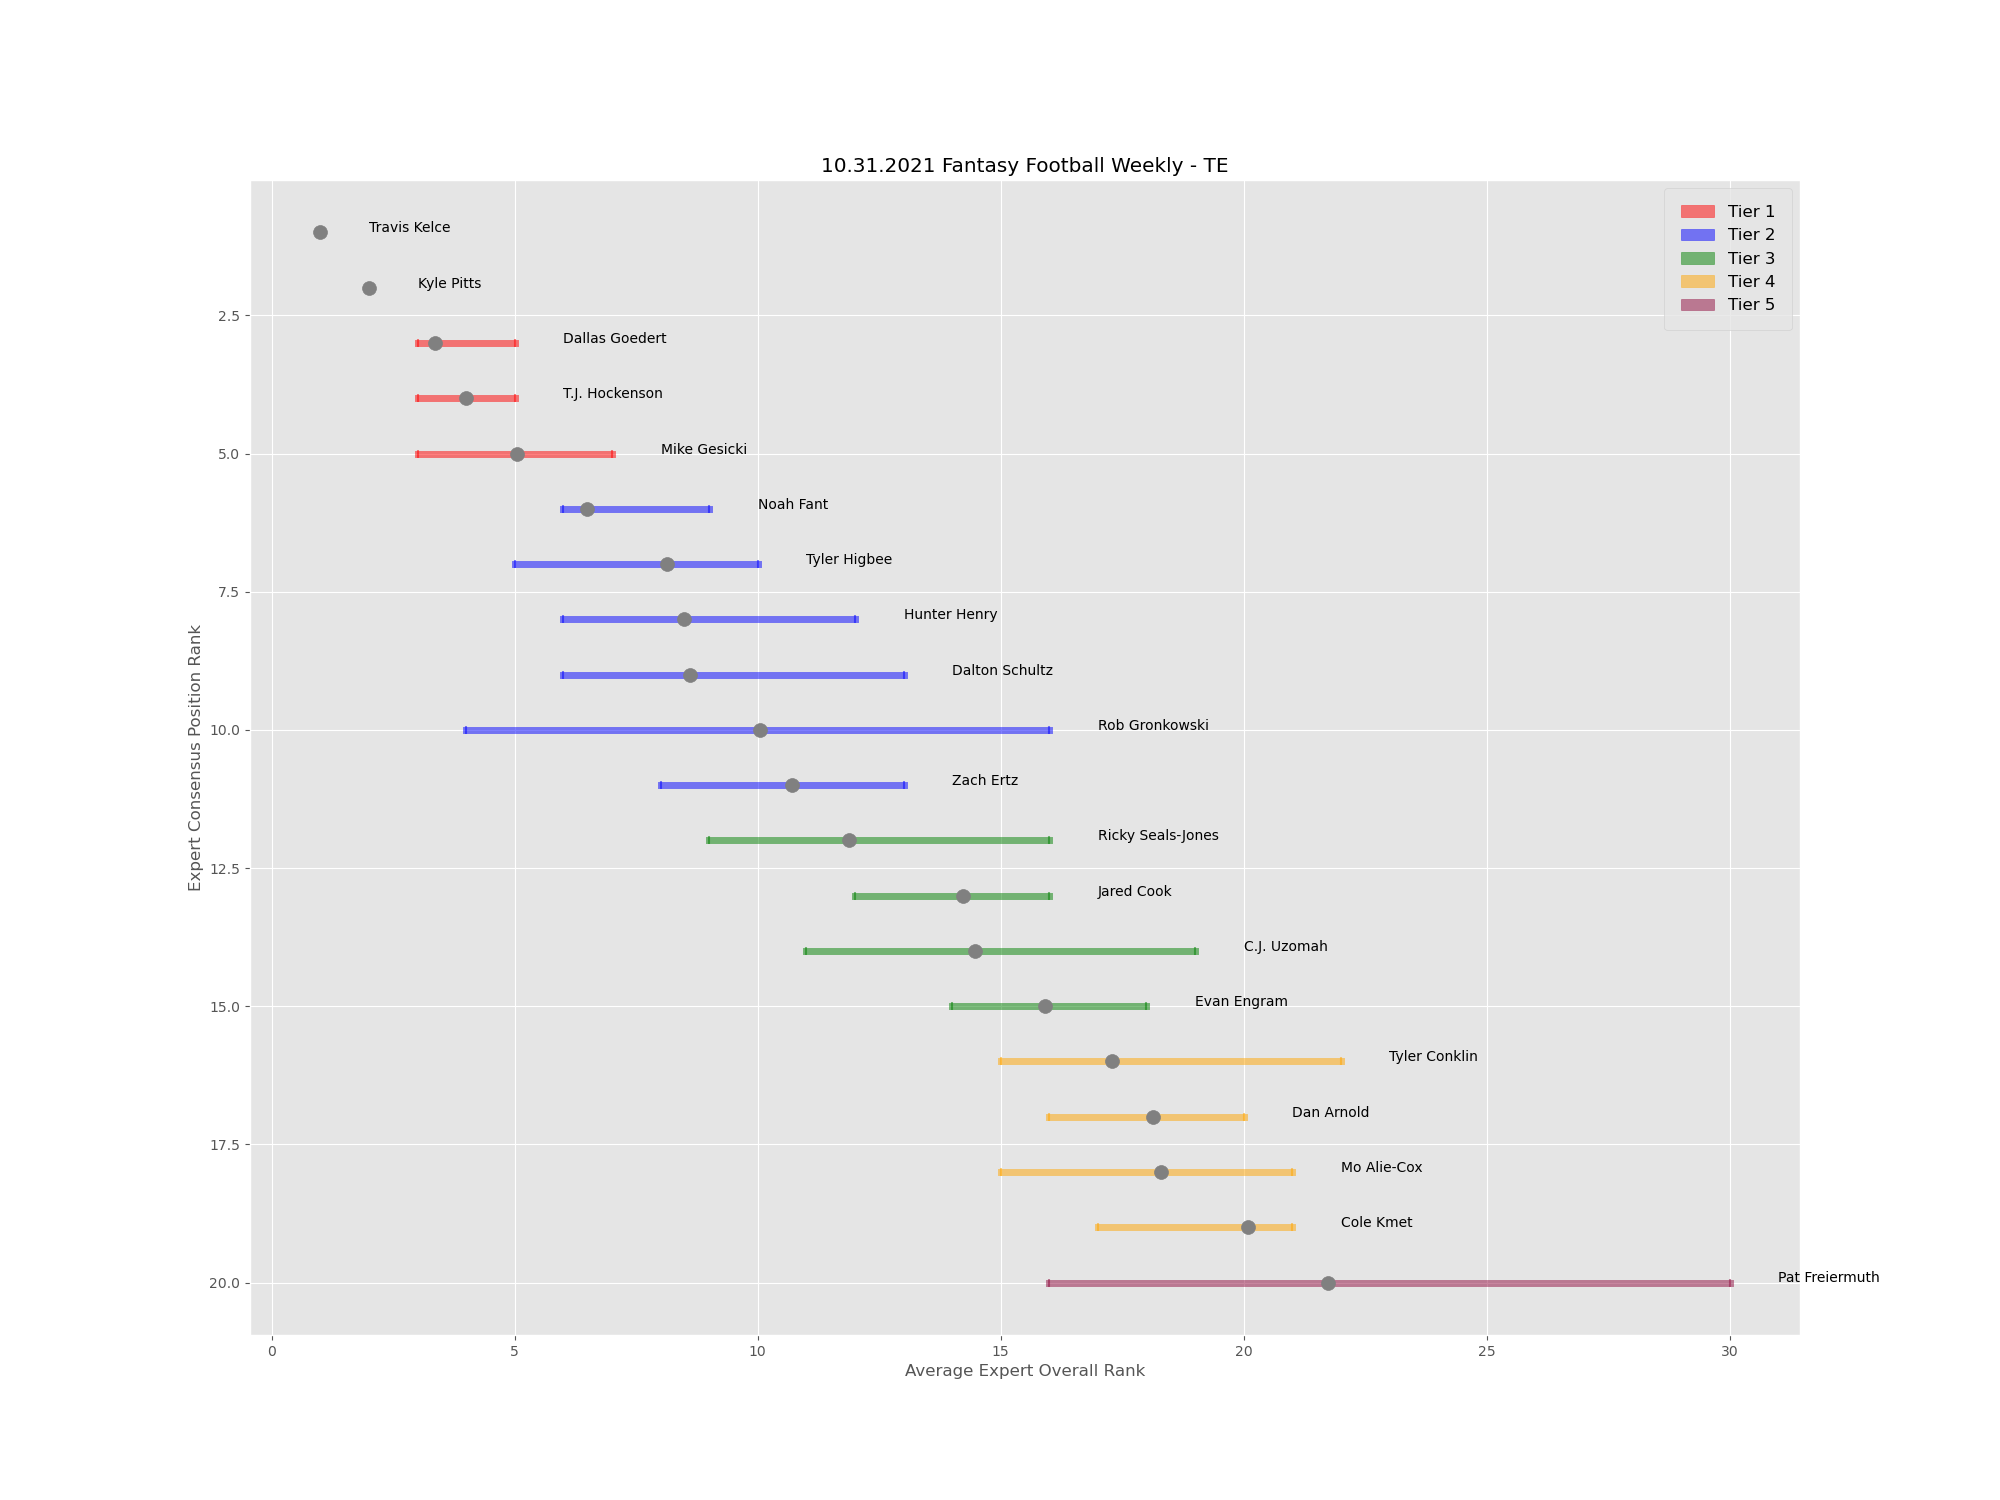 10.31.2021 Fantasy Football Weekly - TE
Tier 1
Tier 2
Tier 3
Tier 4
Tier 5
Travis Kelce
Kyle Pitts
2.5
Dallas Goedert
T.J. Hockenson
5.0
Mike Gesicki
Noah Fant
Tyler Higbee
7.5
Hunter Henry
Dalton Schultz
10.0
Rob Gronkowski
Zach Ertz
Ricky Seals-Jones
12.5
Jared Cook
C.J. Uzomah
15.0
Evan Engram
Tyler Conklin
Dan Arnold
17.5
Mo Alie-Cox
Cole Kmet
20.0
Pat Freiermuth
Expert Consensus Position Rank
0 5 10 15 20 25 30
Average Expert Overall Rank